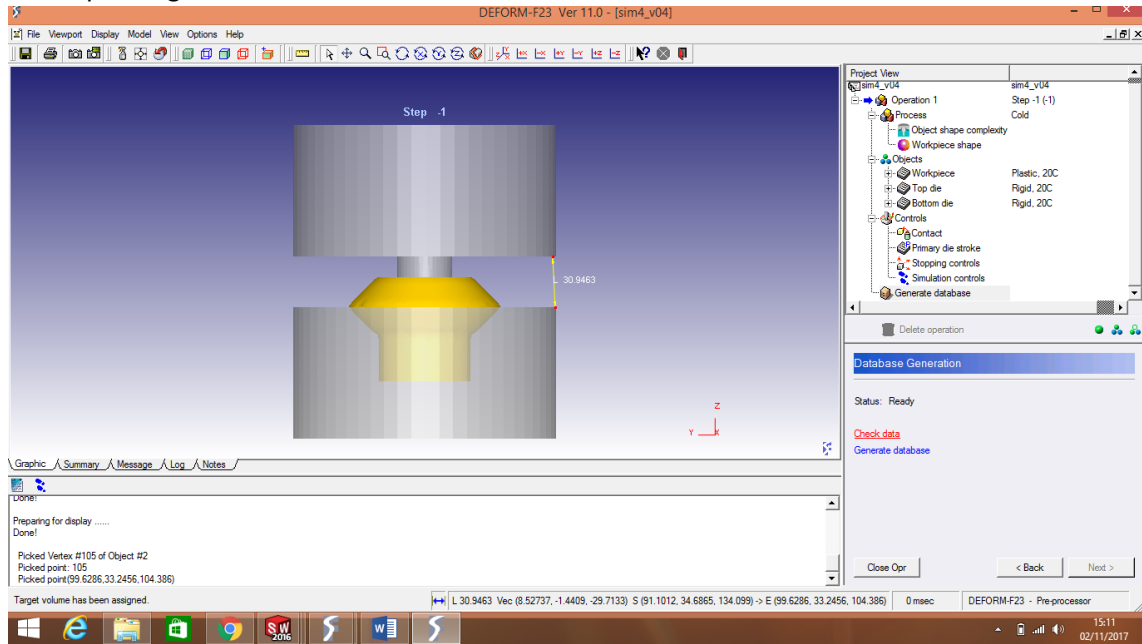 DEFORM-F23 Ver 11.0 - [sim4_v04]
File Viewport Display Model View Options Help
Step -1
30.9463
Z
Y X
Graphic Summary Message Log Notes
Done!
Preparing for display ......
Done!
Picked Vertex #105 of Object #2
Picked point: 105
Picked point(99.6286,33.2456,104.386)
Project View
sim4_v04 sim4_v04
Operation 1 Step -1 (-1)
Process Cold
Object shape complexity
Workpiece shape
Objects
Workpiece Plastic, 20C
Top die Rigid, 20C
Bottom die Rigid, 20C
Controls
Contact
Primary die stroke
Stopping controls
Simulation controls
Generate database
Delete operation
Database Generation
Status: Ready
Check data
Generate database
Close Opr < Back Next >
Target volume has been assigned. L 30.9463 Vec (8.52737, -1.4409, -29.7133) S (91.1012, 34.6865, 134.099) -> E (99.6286, 33.2456, 104.386) 0 msec DEFORM-F23 - Pre-processor
SW 2016
15:11
02/11/2017